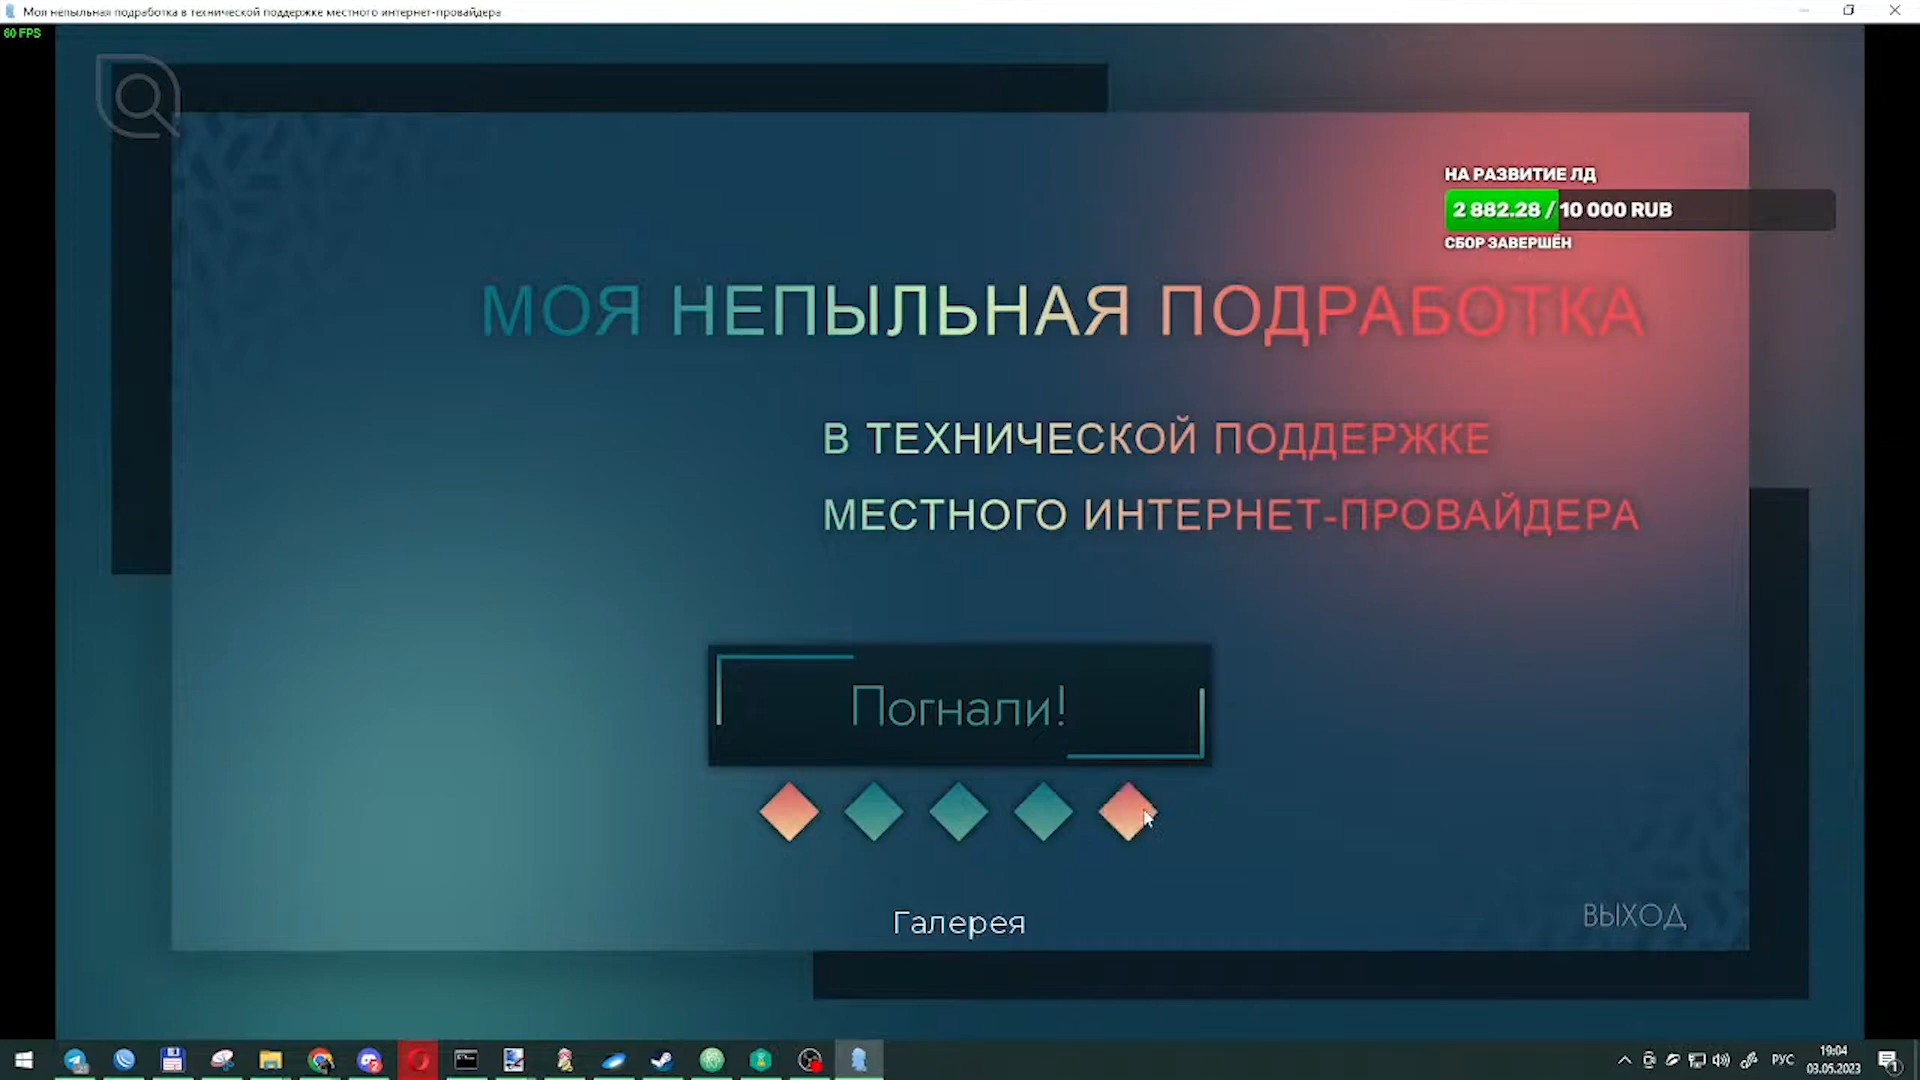 Моя непыльная подработка в технической поддержке местного интернет-провайдера
60 FPS
НА РАЗВИТИЕ ЛД
2 882.28 / 10 000 RUB
СБОР ЗАВЕРШЁН
МОЯ НЕПЫЛЬНАЯ ПОДРАБОТКА
В ТЕХНИЧЕСКОЙ ПОДДЕРЖКЕ
МЕСТНОГО ИНТЕРНЕТ-ПРОВАЙДЕРА
Погнали!
Галерея
ВЫХОД
РУС
19:04
03.05.2023